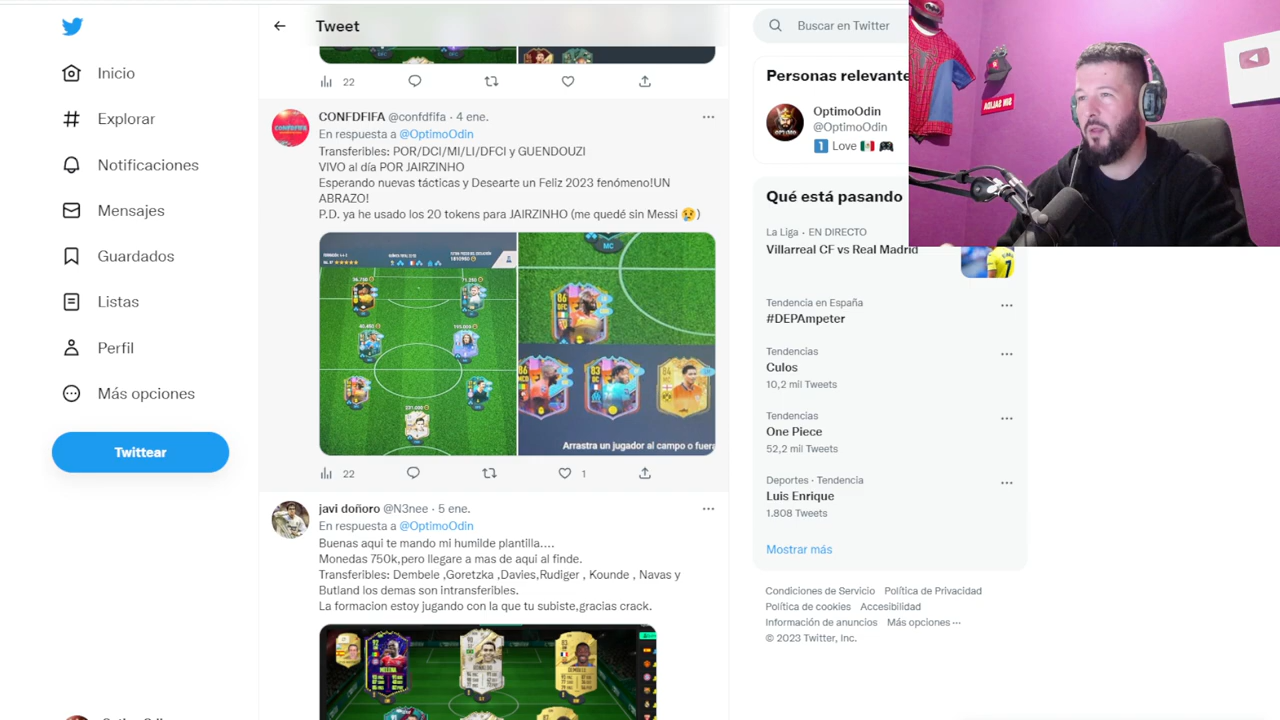 Tweet
Inicio
Explorar
Notificaciones
Mensajes
Guardados
Listas
Perfil
Más opciones
Twittear
22
CONFDFIFA @confdfifa · 4 ene.
En respuesta a @OptimoOdin
Transferibles: POR/DCI/MI/LI/DFCI y GUENDOUZI
VIVO al día POR JAIRZINHO
Esperando nuevas tácticas y Desearte un Feliz 2023 fenómeno!UN
ABRAZO!
P.D. ya he usado los 20 tokens para JAIRZINHO (me quedé sin Messi 😢)
MC
86
DFC
86
83
84
Arrastra un jugador al campo o fuera
22
1
javi doñoro @N3nee · 5 ene.
En respuesta a @OptimoOdin
Buenas aqui te mando mi humilde plantilla....
Monedas 750k,pero llegare a mas de aqui al finde.
Transferibles: Dembele ,Goretzka ,Davies,Rudiger , Kounde , Navas y
Butland los demas son intransferibles.
La formacion estoy jugando con la que tu subiste,gracias crack.
Buscar en Twitter
Personas relevante
OptimoOdin
@OptimoOdin
1 Love 🇲🇽 🎮
Qué está pasando
La Liga · EN DIRECTO
Villarreal CF vs Real Madrid
Tendencia en España
#DEPAmpeter
Tendencias
Culos
10,2 mil Tweets
Tendencias
One Piece
52,2 mil Tweets
Deportes · Tendencia
Luis Enrique
1.808 Tweets
Mostrar más
Condiciones de Servicio Política de Privacidad
Política de cookies Accesibilidad
Información de anuncios Más opciones ···
© 2023 Twitter, Inc.